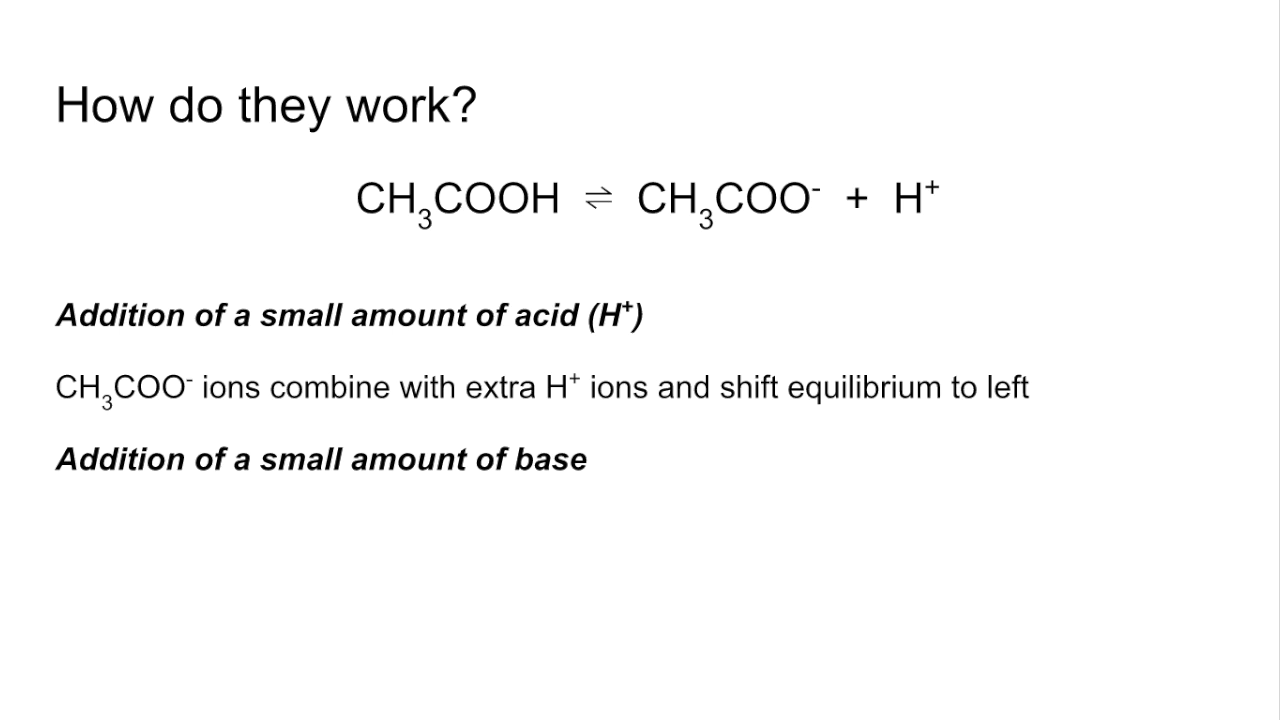 How do they work?
CH₃COOH ⇌ CH₃COO⁻ + H⁺
Addition of a small amount of acid (H⁺)
CH₃COO⁻ ions combine with extra H⁺ ions and shift equilibrium to left
Addition of a small amount of base